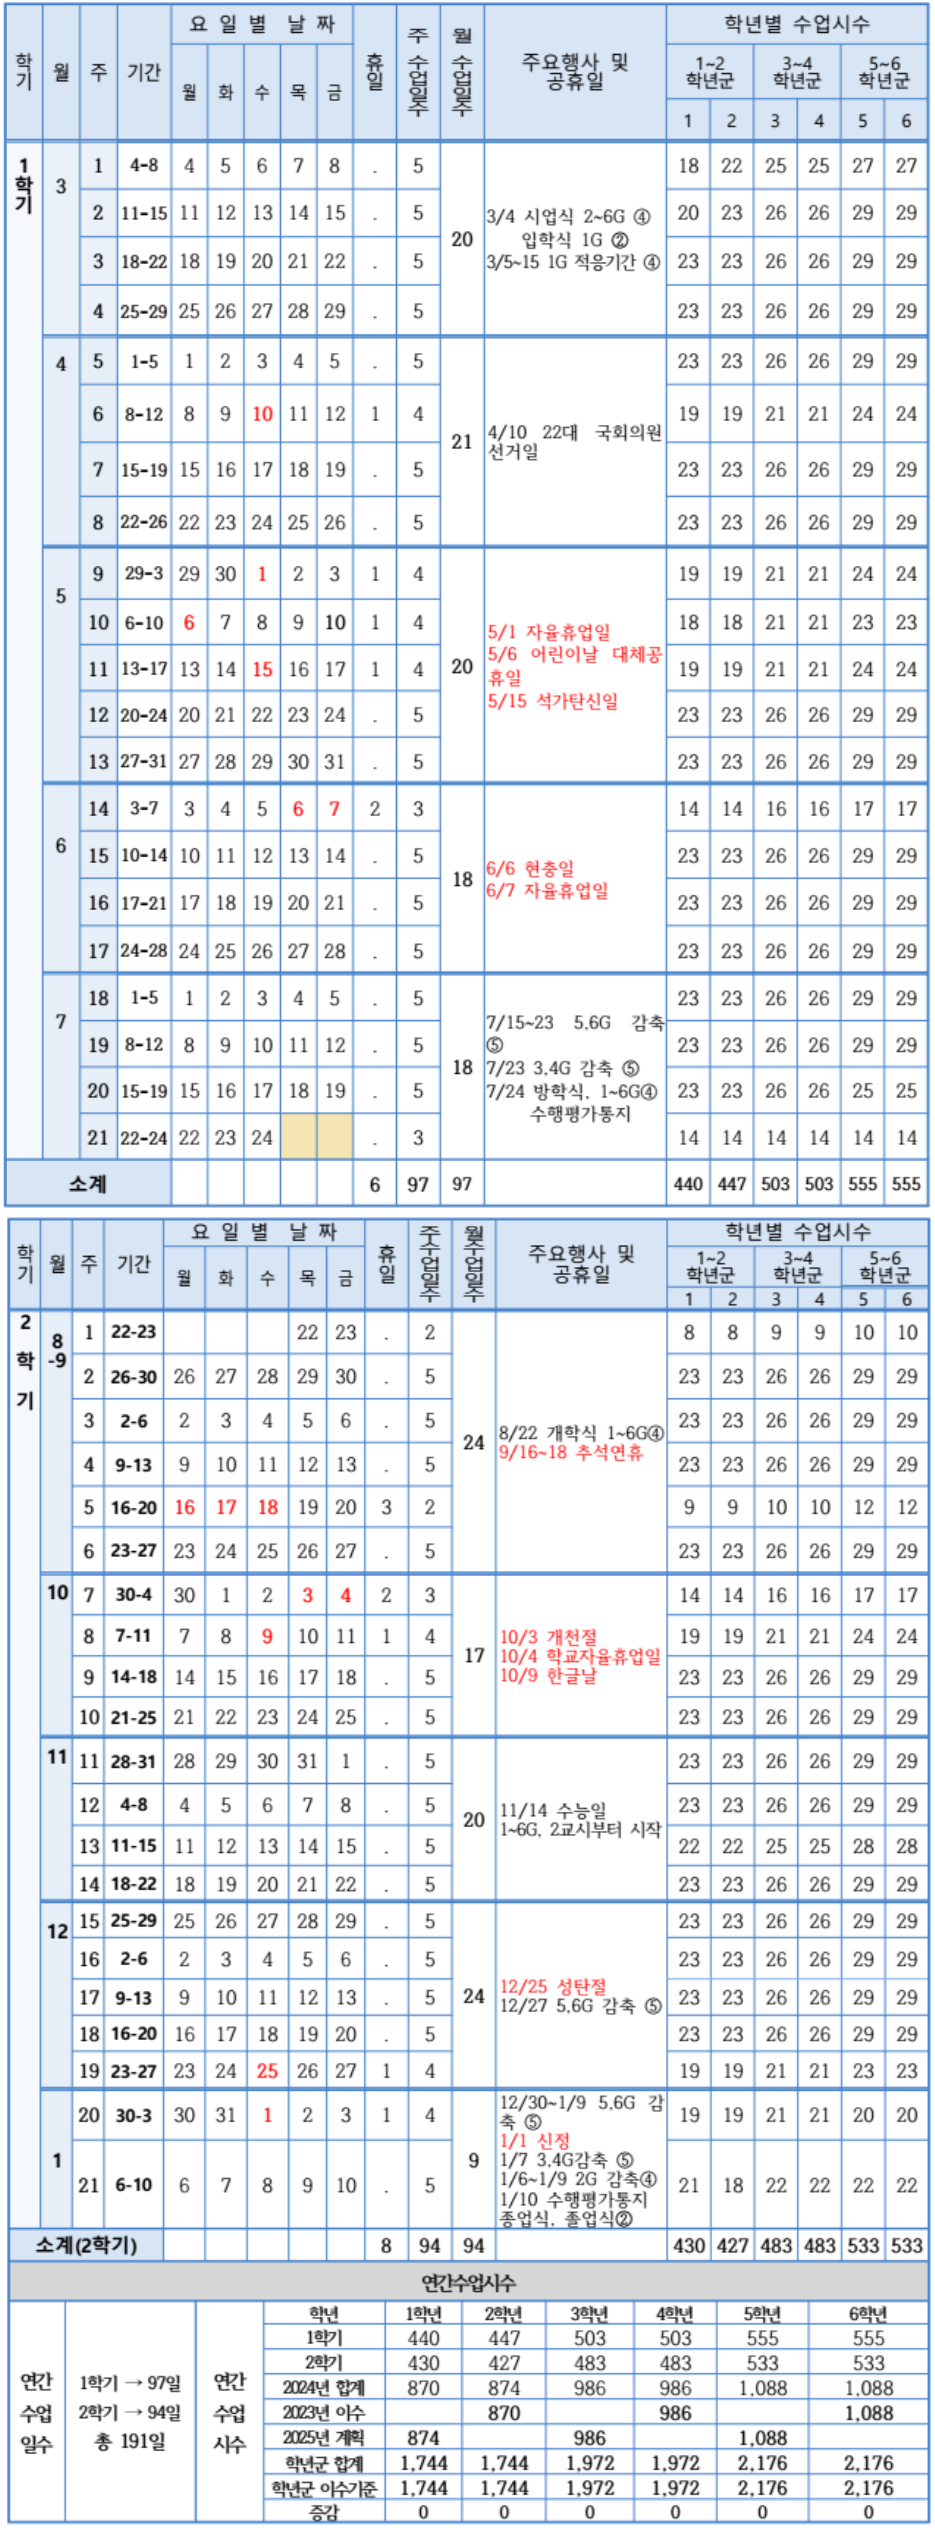 학기 월 주 기간 요 일 별 날 짜 휴일 주 수업일수 월 수업일수 주요행사 및 공휴일 학년별 수업시수
월 화 수 목 금 1~2 학년군 3~4 학년군 5~6 학년군
1 2 3 4 5 6
1학기 3 1 4-8 4 5 6 7 8 . 5 18 22 25 25 27 27
2 11-15 11 12 13 14 15 . 5 20 23 26 26 29 29
20 3/4 시업식 2~6G ④
입학식 1G ②
3/5~15 1G 적응기간 ④
3 18-22 18 19 20 21 22 . 5 23 23 26 26 29 29
4 25-29 25 26 27 28 29 . 5 23 23 26 26 29 29
4 5 1-5 1 2 3 4 5 . 5 23 23 26 26 29 29
6 8-12 8 9 10 11 12 1 4 19 19 21 21 24 24
21 4/10 22대 국회의원
선거일
7 15-19 15 16 17 18 19 . 5 23 23 26 26 29 29
8 22-26 22 23 24 25 26 . 5 23 23 26 26 29 29
5 9 29-3 29 30 1 2 3 1 4 19 19 21 21 24 24
10 6-10 6 7 8 9 10 1 4 18 18 21 21 23 23
20 5/1 자율휴업일
5/6 어린이날 대체공
휴일
5/15 석가탄신일
11 13-17 13 14 15 16 17 1 4 19 19 21 21 24 24
12 20-24 20 21 22 23 24 . 5 23 23 26 26 29 29
13 27-31 27 28 29 30 31 . 5 23 23 26 26 29 29
6 14 3-7 3 4 5 6 7 2 3 14 14 16 16 17 17
15 10-14 10 11 12 13 14 . 5 23 23 26 26 29 29
18 6/6 현충일
6/7 자율휴업일
16 17-21 17 18 19 20 21 . 5 23 23 26 26 29 29
17 24-28 24 25 26 27 28 . 5 23 23 26 26 29 29
7 18 1-5 1 2 3 4 5 . 5 23 23 26 26 29 29
19 8-12 8 9 10 11 12 . 5 23 23 26 26 29 29
18 7/15~23 5,6G 감축
⑤
7/23 3,4G 감축 ⑤
7/24 방학식, 1~6G④
수행평가통지
20 15-19 15 16 17 18 19 . 5 23 23 26 26 25 25
21 22-24 22 23 24 . 3 14 14 14 14 14 14
소계 6 97 97 440 447 503 503 555 555
학기 월 주 기간 요 일 별 날 짜 휴일 주수업일수 월수업일수 주요행사 및 공휴일 학년별 수업시수
월 화 수 목 금 1~2 학년군 3~4 학년군 5~6 학년군
1 2 3 4 5 6
2 학 기 8-9 1 22-23 22 23 . 2 8 8 9 9 10 10
2 26-30 26 27 28 29 30 . 5 23 23 26 26 29 29
3 2-6 2 3 4 5 6 . 5 23 23 26 26 29 29
24 8/22 개학식 1~6G④
9/16~18 추석연휴
4 9-13 9 10 11 12 13 . 5 23 23 26 26 29 29
5 16-20 16 17 18 19 20 3 2 9 9 10 10 12 12
6 23-27 23 24 25 26 27 . 5 23 23 26 26 29 29
10 7 30-4 30 1 2 3 4 2 3 14 14 16 16 17 17
8 7-11 7 8 9 10 11 1 4 19 19 21 21 24 24
17 10/3 개천절
10/4 학교자율휴업일
10/9 한글날
9 14-18 14 15 16 17 18 . 5 23 23 26 26 29 29
10 21-25 21 22 23 24 25 . 5 23 23 26 26 29 29
11 11 28-31 28 29 30 31 1 . 5 23 23 26 26 29 29
12 4-8 4 5 6 7 8 . 5 23 23 26 26 29 29
20 11/14 수능일
1~6G, 2교시부터 시작
13 11-15 11 12 13 14 15 . 5 22 22 25 25 28 28
14 18-22 18 19 20 21 22 . 5 23 23 26 26 29 29
12 15 25-29 25 26 27 28 29 . 5 23 23 26 26 29 29
16 2-6 2 3 4 5 6 . 5 23 23 26 26 29 29
24 12/25 성탄절
12/27 5,6G 감축 ⑤
17 9-13 9 10 11 12 13 . 5 23 23 26 26 29 29
18 16-20 16 17 18 19 20 . 5 23 23 26 26 29 29
19 23-27 23 24 25 26 27 1 4 19 19 21 21 23 23
1 20 30-3 30 31 1 2 3 1 4 19 19 21 21 20 20
9 12/30~1/9 5,6G 감
축 ⑤
1/1 신정
1/7 3,4G감축 ⑤
1/6~1/9 2G 감축④
1/10 수행평가통지
종업식, 졸업식②
21 6-10 6 7 8 9 10 . 5 21 18 22 22 22 22
소계(2학기) 8 94 94 430 427 483 483 533 533
연간수업시수
연간 수업 일수 1학기 → 97일
2학기 → 94일
총 191일
연간 수업 시수 학년 1학년 2학년 3학년 4학년 5학년 6학년
1학기 440 447 503 503 555 555
2학기 430 427 483 483 533 533
2024년 합계 870 874 986 986 1,088 1,088
2023년 이수 870 986 1,088
2025년 계획 874 986 1,088
학년군 합계 1,744 1,744 1,972 1,972 2,176 2,176
학년군 이수기준 1,744 1,744 1,972 1,972 2,176 2,176
증감 0 0 0 0 0 0